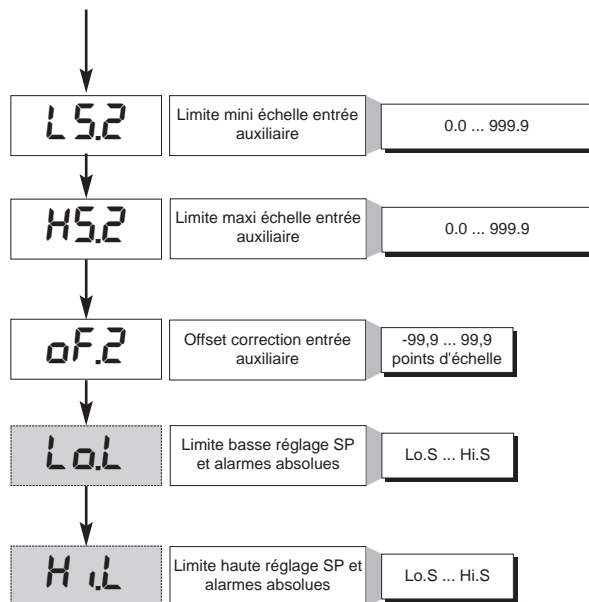 LS.2
Limite mini échelle entrée
auxiliaire
0.0 ... 999.9
HS.2
Limite maxi échelle entrée
auxiliaire
0.0 ... 999.9
oF.2
Offset correction entrée
auxiliaire
-99,9 ... 99,9
points d'échelle
Lo.L
Limite basse réglage SP
et alarmes absolues
Lo.S ... Hi.S
Hi.L
Limite haute réglage SP et
alarmes absolues
Lo.S ... Hi.S